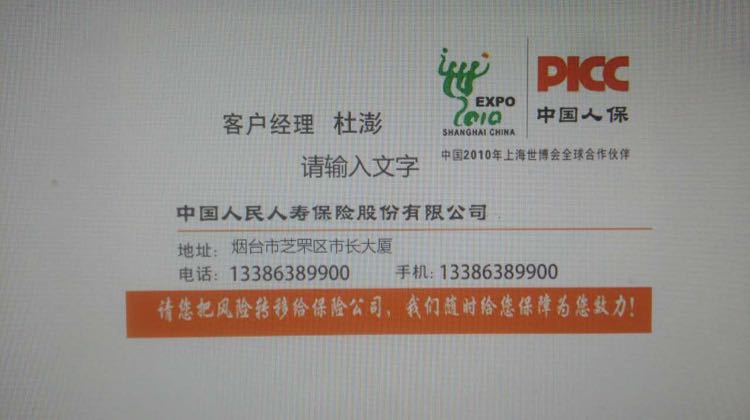 EXPO
2010
SHANGHAI CHINA
PICC
中国人保
中国2010年上海世博会全球合作伙伴
客户经理 杜澎
请输入文字
中国人民人寿保险股份有限公司
地址: 烟台市芝罘区市长大厦
电话: 13386389900 手机: 13386389900
请您把风险转移给保险公司,我们随时给您保障为您致力!